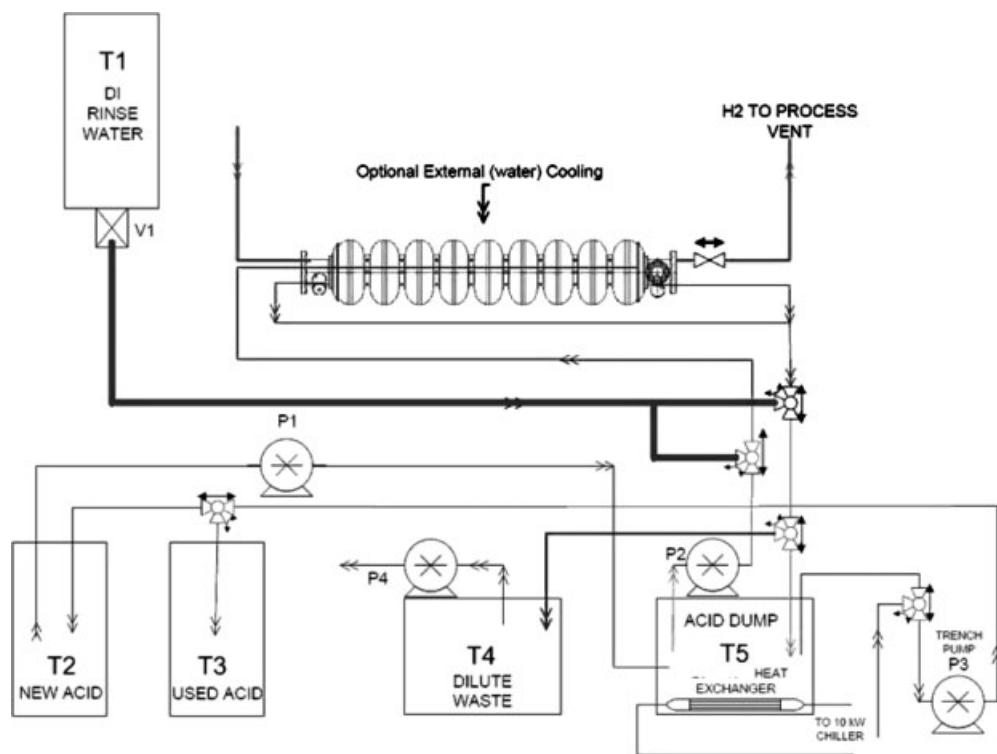 T1
DI
RINSE
WATER
V1
H2 TO PROCESS
VENT
Optional External (water) Cooling
P1
P2
P4
T2
NEW ACID
T3
USED ACID
T4
DILUTE
WASTE
ACID DUMP
T5
HEAT
EXCHANGER
TRENCH
PUMP
P3
TO 10 kW
CHILLER